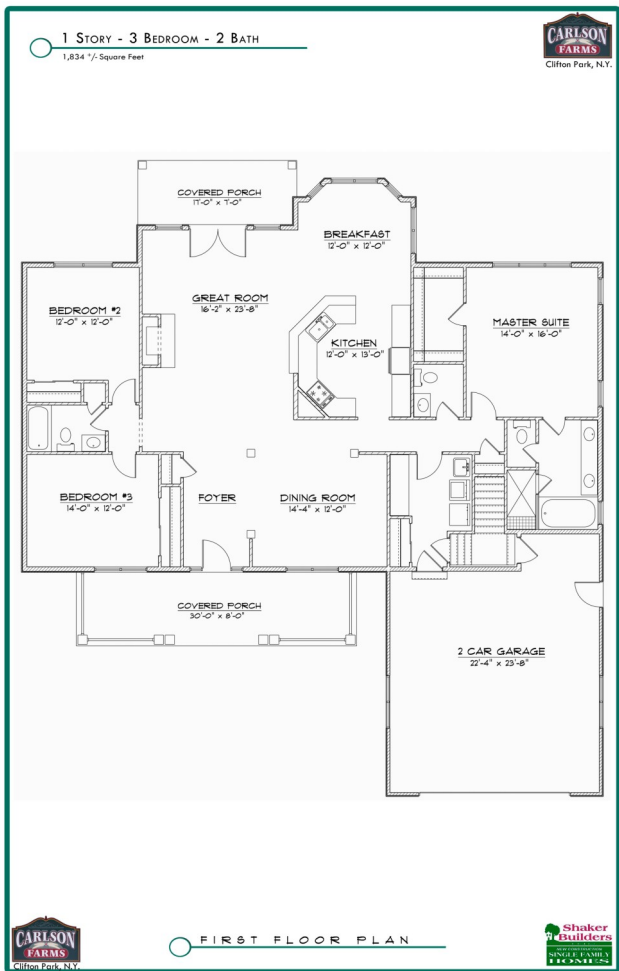 1 Story - 3 Bedroom - 2 Bath
1,834 +/- Square Feet
CARLSON
FARMS
Clifton Park, N.Y.
COVERED PORCH
17'-0" x 7'-0"
BREAKFAST
12'-0" x 12'-0"
GREAT ROOM
16'-2" x 23'-8"
BEDROOM #2
12'-0" x 12'-0"
MASTER SUITE
14'-0" x 16'-0"
KITCHEN
12'-0" x 13'-0"
BEDROOM #3
14'-0" x 12'-0"
FOYER
DINING ROOM
14'-4" x 12'-0"
COVERED PORCH
30'-0" x 8'-0"
2 CAR GARAGE
22'-4" x 23'-8"
CARLSON
FARMS
Clifton Park, N.Y.
FIRST FLOOR PLAN
Shaker
Builders
SINGLE FAMILY
HOMES